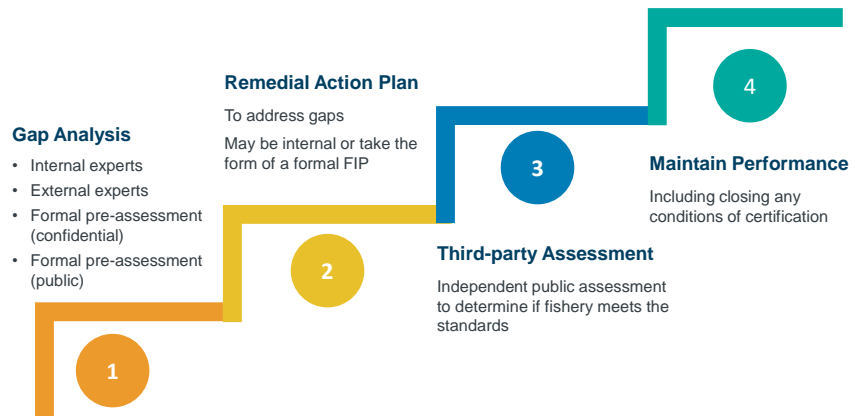 Gap Analysis
• Internal experts
• External experts
• Formal pre-assessment
(confidential)
• Formal pre-assessment
(public)
1
Remedial Action Plan
To address gaps
May be internal or take the
form of a formal FIP
2
3
Third-party Assessment
Independent public assessment
to determine if fishery meets the
standards
4
Maintain Performance
Including closing any
conditions of certification